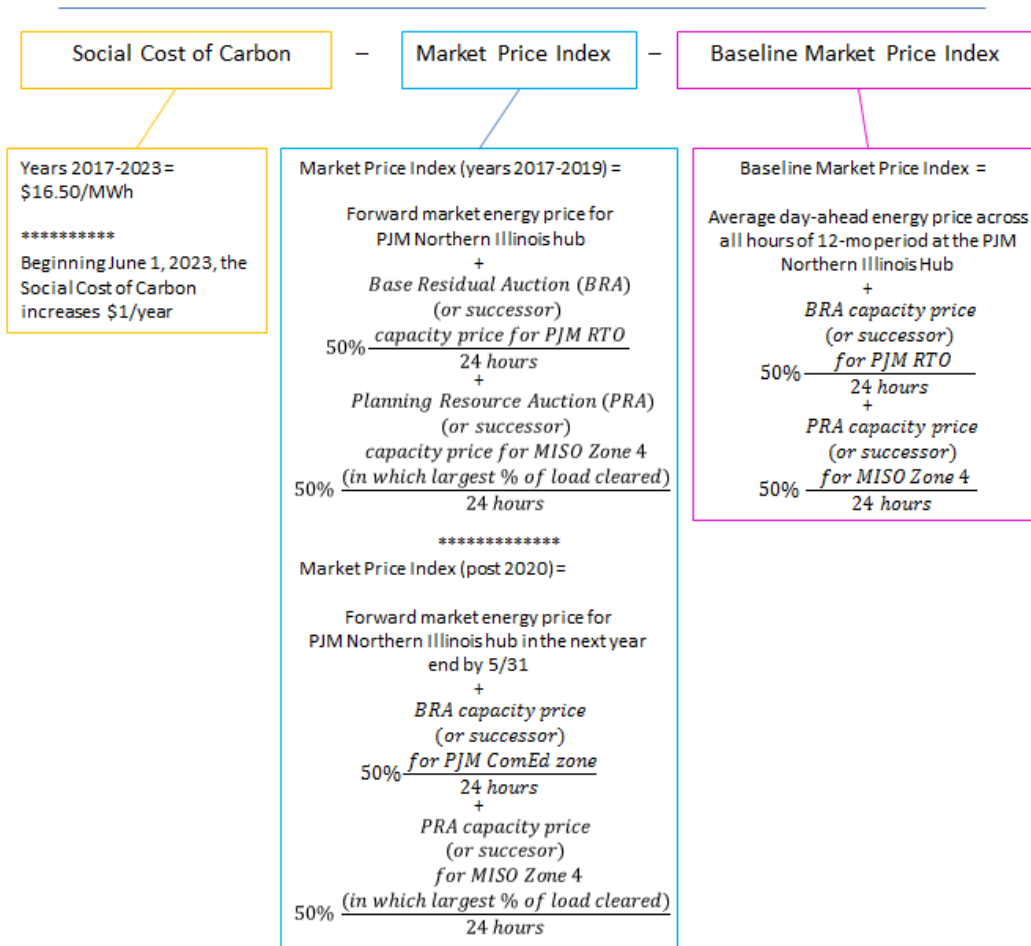 Social Cost of Carbon – Market Price Index – Baseline Market Price Index
Years 2017-2023 =
$16.50/MWh
**********
Beginning June 1, 2023, the
Social Cost of Carbon
increases $1/year
Market Price Index (years 2017-2019) =
Forward market energy price for
PJM Northern Illinois hub
+
Base Residual Auction (BRA)
(or successor)
50% capacity price for PJM RTO
24 hours
+
Planning Resource Auction (PRA)
(or successor)
capacity price for MISO Zone 4
50% (in which largest % of load cleared)
24 hours
*************
Market Price Index (post 2020) =
Forward market energy price for
PJM Northern Illinois hub in the next year
end by 5/31
+
BRA capacity price
(or successor)
50% for PJM ComEd zone
24 hours
+
PRA capacity price
(or succesor)
for MISO Zone 4
50% (in which largest % of load cleared)
24 hours
Baseline Market Price Index =
Average day-ahead energy price across
all hours of 12-mo period at the PJM
Northern Illinois Hub
+
BRA capacity price
(or successor)
50% for PJM RTO
24 hours
+
PRA capacity price
(or successor)
50% for MISO Zone 4
24 hours